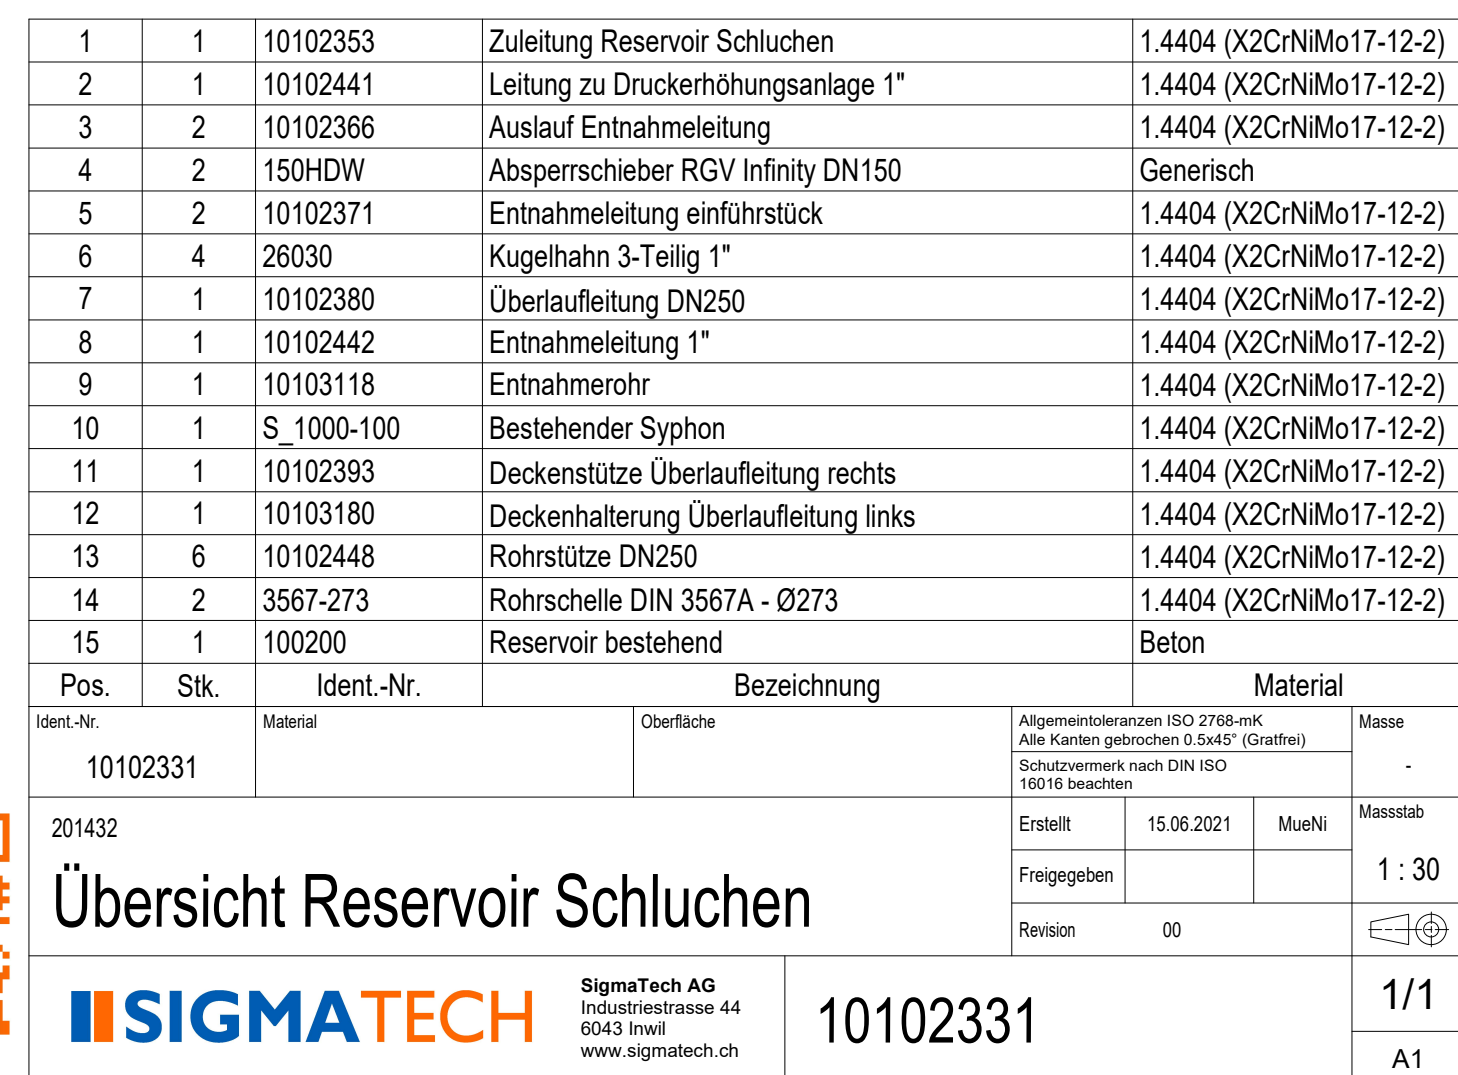 1 1 10102353 Zuleitung Reservoir Schluchen 1.4404 (X2CrNiMo17-12-2)
2 1 10102441 Leitung zu Druckerhöhungsanlage 1" 1.4404 (X2CrNiMo17-12-2)
3 2 10102366 Auslauf Entnahmeleitung 1.4404 (X2CrNiMo17-12-2)
4 2 150HDW Absperrschieber RGV Infinity DN150 Generisch
5 2 10102371 Entnahmeleitung einführstück 1.4404 (X2CrNiMo17-12-2)
6 4 26030 Kugelhahn 3-Teilig 1" 1.4404 (X2CrNiMo17-12-2)
7 1 10102380 Überlaufleitung DN250 1.4404 (X2CrNiMo17-12-2)
8 1 10102442 Entnahmeleitung 1" 1.4404 (X2CrNiMo17-12-2)
9 1 10103118 Entnahmerohr 1.4404 (X2CrNiMo17-12-2)
10 1 S_1000-100 Bestehender Syphon 1.4404 (X2CrNiMo17-12-2)
11 1 10102393 Deckenstütze Überlaufleitung rechts 1.4404 (X2CrNiMo17-12-2)
12 1 10103180 Deckenhalterung Überlaufleitung links 1.4404 (X2CrNiMo17-12-2)
13 6 10102448 Rohrstütze DN250 1.4404 (X2CrNiMo17-12-2)
14 2 3567-273 Rohrschelle DIN 3567A - Ø273 1.4404 (X2CrNiMo17-12-2)
15 1 100200 Reservoir bestehend Beton
Pos. Stk. Ident.-Nr. Bezeichnung Material
Ident.-Nr. Material Oberfläche Allgemeintoleranzen ISO 2768-mK Masse
Alle Kanten gebrochen 0.5x45° (Gratfrei)
10102331 Schutzvermerk nach DIN ISO -
16016 beachten
201432 Erstellt 15.06.2021 MueNi Massstab
Übersicht Reservoir Schluchen Freigegeben 1 : 30
Revision 00
SIGMATECH
SigmaTech AG
Industriestrasse 44
6043 Inwil
www.sigmatech.ch
10102331
1/1
A1